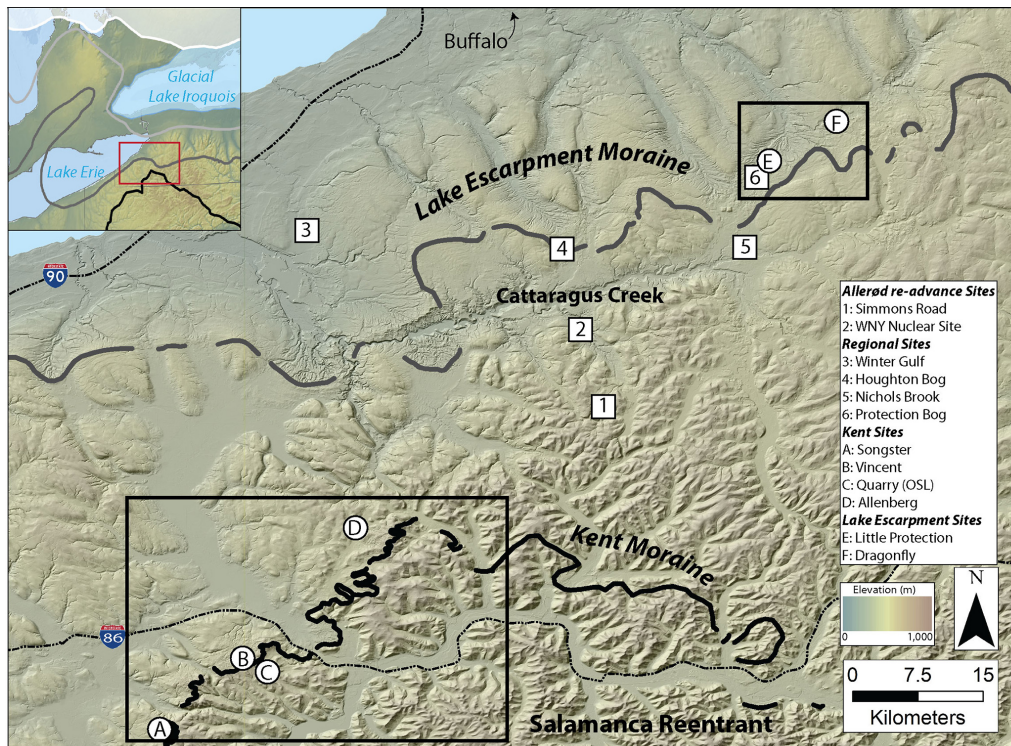 Buffalo
Glacial
Lake Iroquois
Lake Erie
F
Lake Escarpment Moraine
E
6
3
4
5
90
Cattaragus Creek
2
1
Allerød re-advance Sites
1: Simmons Road
2: WNY Nuclear Site
Regional Sites
3: Winter Gulf
4: Houghton Bog
5: Nichols Brook
6: Protection Bog
Kent Sites
A: Songster
B: Vincent
C: Quarry (OSL)
D: Allenberg
Lake Escarpment Sites
E: Little Protection
F: Dragonfly
D
Kent Moraine
86
B
C
A
Salamanca Reentrant
Elevation (m)
0 1,000
N
0 7.5 15
Kilometers